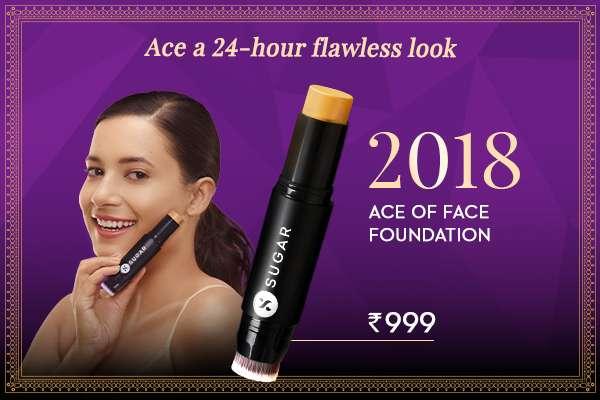 Ace a 24-hour flawless look
2018
ACE OF FACE
FOUNDATION
₹999
SUGAR
SUGAR